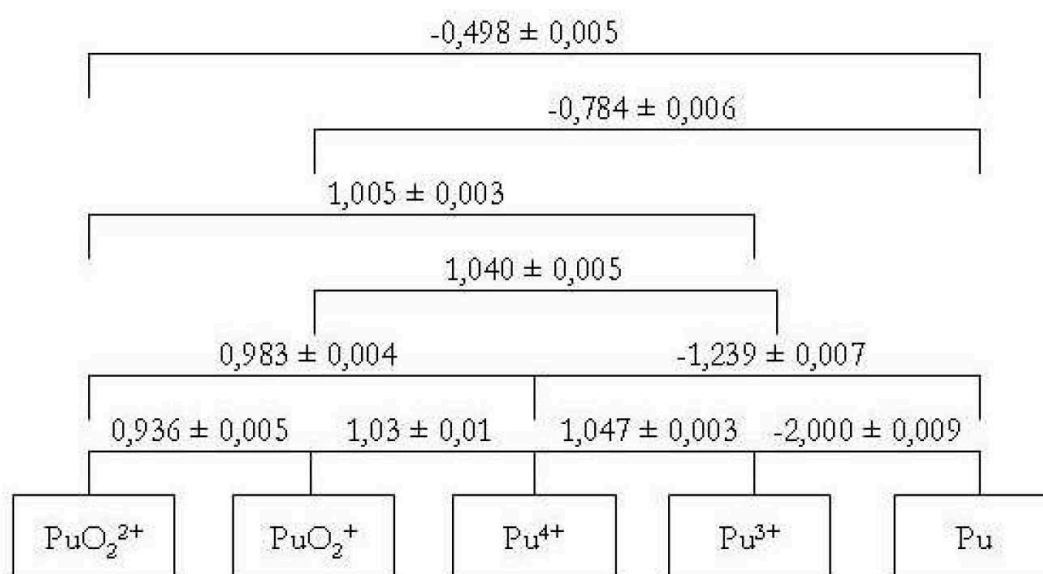 -0,498 ± 0,005
-0,784 ± 0,006
1,005 ± 0,003
1,040 ± 0,005
0,983 ± 0,004 -1,239 ± 0,007
0,936 ± 0,005 1,03 ± 0,01 1,047 ± 0,003 -2,000 ± 0,009
PuO₂²⁺ PuO₂⁺ Pu⁴⁺ Pu³⁺ Pu